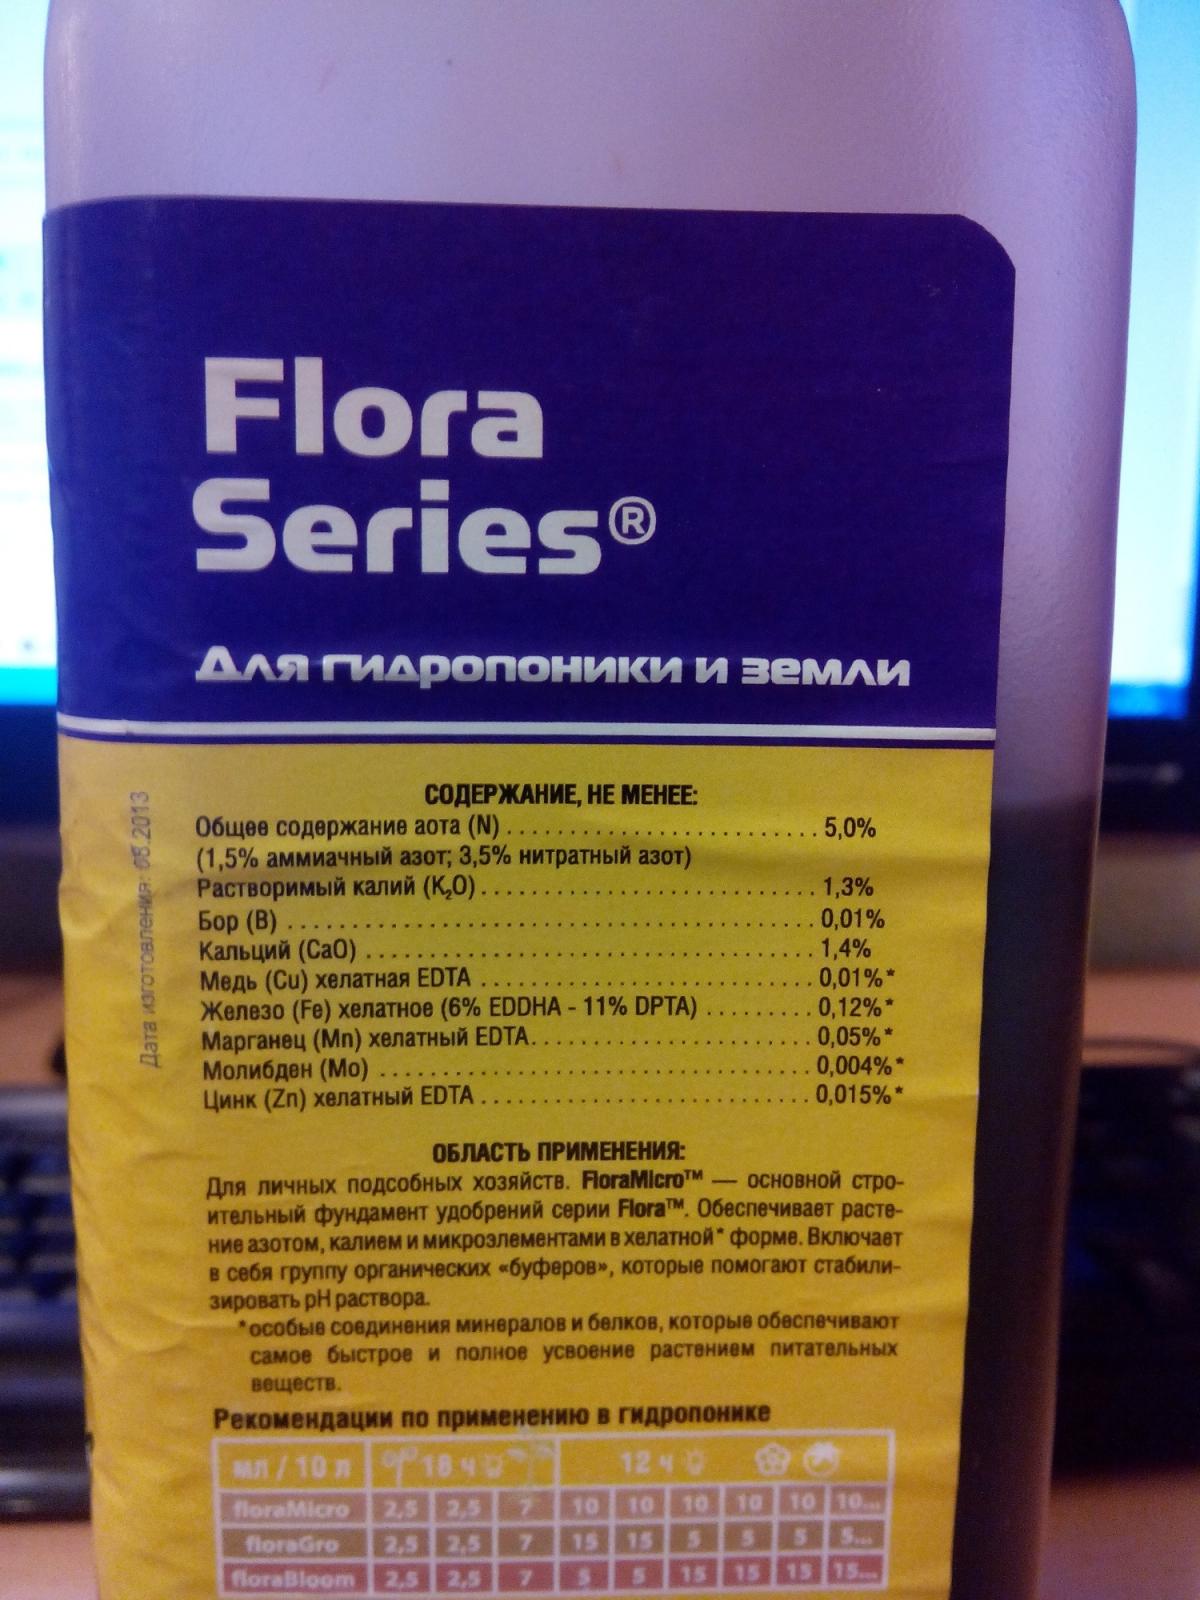 Flora
Series®
Для гидропоники и земли
Дата изготовления: 08.2013
СОДЕРЖАНИЕ, НЕ МЕНЕЕ:
Общее содержание аота (N) .............................. 5,0%
(1,5% аммиачный азот; 3,5% нитратный азот)
Растворимый калий (K₂O) .............................. 1,3%
Бор (B) .............................. 0,01%
Кальций (CaO) .............................. 1,4%
Медь (Cu) хелатная EDTA .............................. 0,01%*
Железо (Fe) хелатное (6% EDDHA - 11% DPTA) ......... 0,12%*
Марганец (Mn) хелатный EDTA .............................. 0,05%*
Молибден (Mo) .............................. 0,004%*
Цинк (Zn) хелатный EDTA .............................. 0,015%*
ОБЛАСТЬ ПРИМЕНЕНИЯ:
Для личных подсобных хозяйств. FloraMicro™ — основной стро-
ительный фундамент удобрений серии Flora™. Обеспечивает расте-
ние азотом, калием и микроэлементами в хелатной* форме. Включает
в себя группу органических «буферов», которые помогают стабили-
зировать pH раствора.
*особые соединения минералов и белков, которые обеспечивают
самое быстрое и полное усвоение растением питательных
веществ.
Рекомендации по применению в гидропонике
мл / 10 л 18 ч 12 ч
floraMicro 2,5 2,5 7 10 10 10 10 10 10...
floraGro 2,5 2,5 7 15 15 5 5 5 5...
floraBloom 2,5 2,5 7 5 5 15 15 15 15...